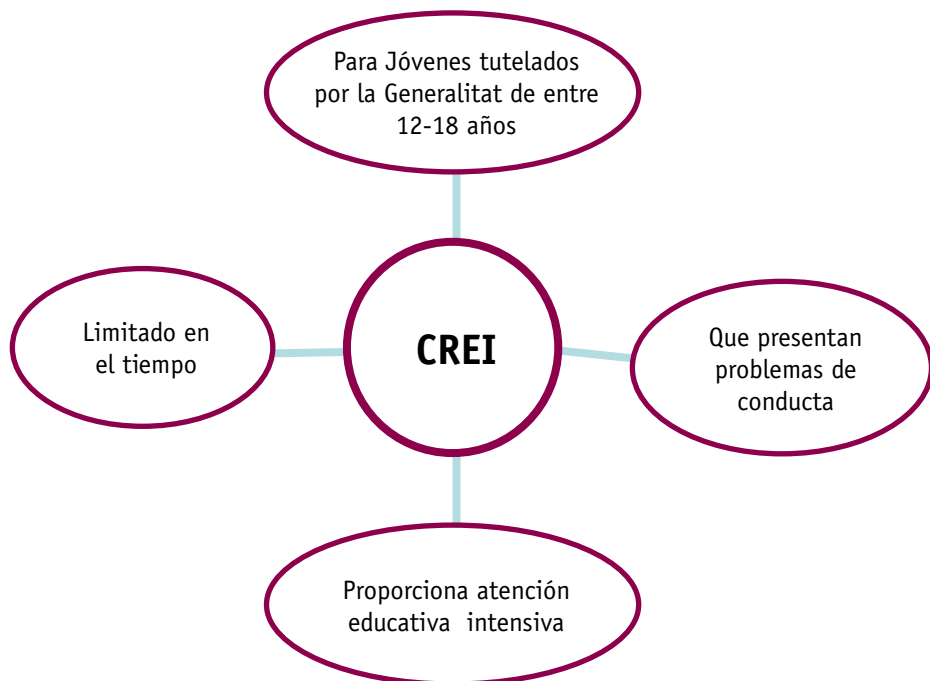 Para Jóvenes tutelados
por la Generalitat de entre
12-18 años
Limitado en
el tiempo
CREI
Que presentan
problemas de
conducta
Proporciona atención
educativa intensiva